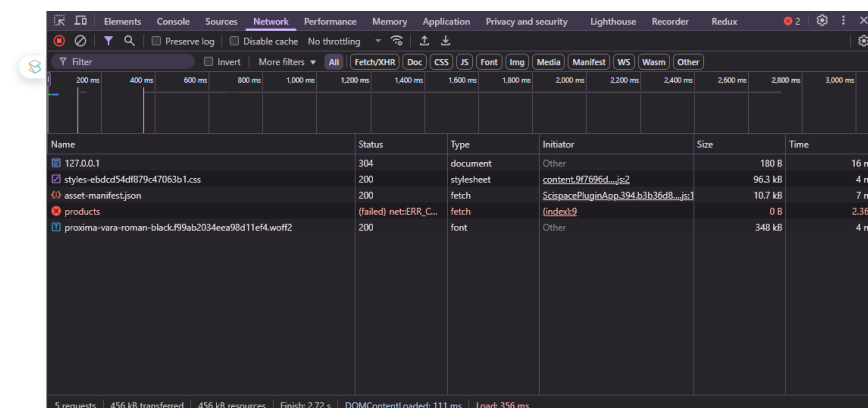 Elements Console Sources Network Performance Memory Application Privacy and security Lighthouse Recorder Redux 2
Preserve log Disable cache No throttling
Filter Invert More filters All Fetch/XHR Doc CSS JS Font Img Media Manifest WS Wasm Other
200 ms 400 ms 600 ms 800 ms 1,000 ms 1,200 ms 1,400 ms 1,600 ms 1,800 ms 2,000 ms 2,200 ms 2,400 ms 2,600 ms 2,800 ms 3,000 ms
Name Status Type Initiator Size Time
127.0.0.1 304 document Other 180 B 16 m
styles-ebdcd54df879c47063b1.css 200 stylesheet content.9f7696d....js:2 96.3 kB 4 m
asset-manifest.json 200 fetch ScispacePluginApp.394.b3b36d8....js:1 10.7 kB 7 m
products (failed) net::ERR_C... fetch (index):9 0 B 2.36
proxima-vara-roman-black.f99ab2034eea98d11ef4.woff2 200 font Other 348 kB 4 m
5 requests 456 kB transferred 456 kB resources Finish: 2.72 s DOMContentLoaded: 111 ms Load: 356 ms